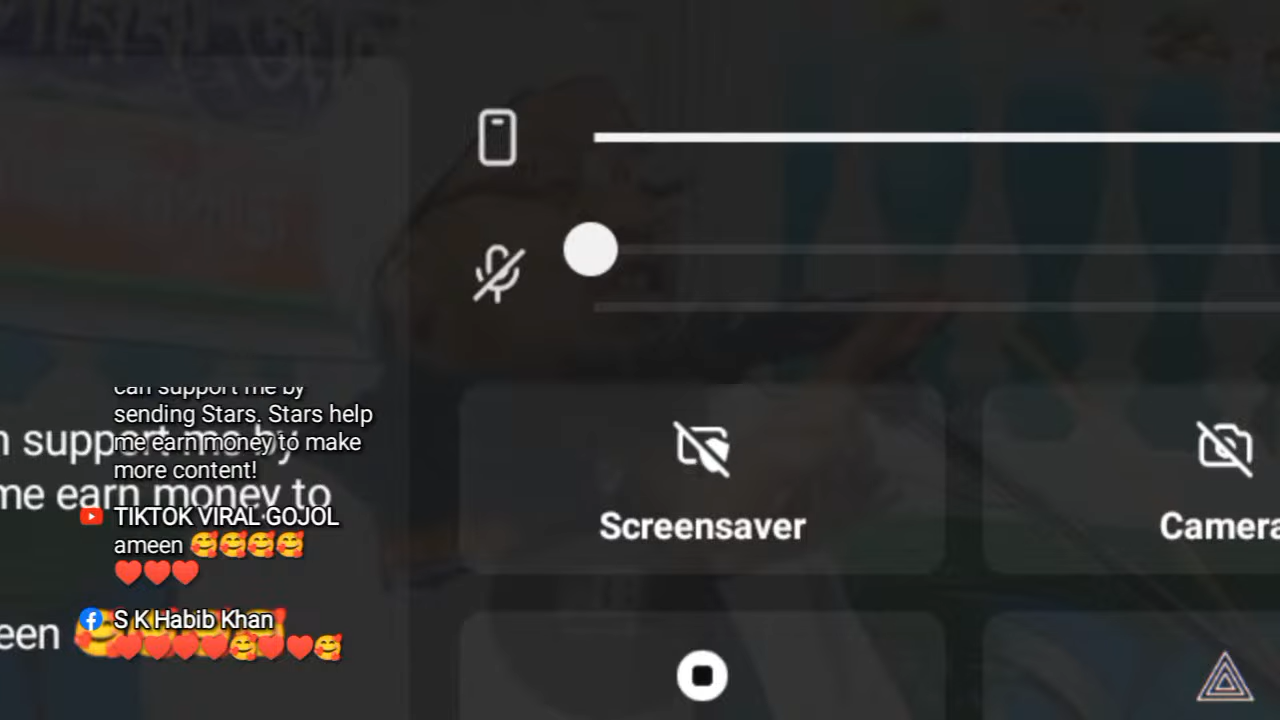 can support me by
sending Stars. Stars help
me earn money to make
more content!
support me by
me earn money to
TIKTOK VIRAL GOJOL
ameen 🥰🥰🥰🥰
♥️♥️♥️
S K Habib Khan
♥️♥️♥️♥️🥰♥️♥️🥰
een 🥰
Screensaver
Camera